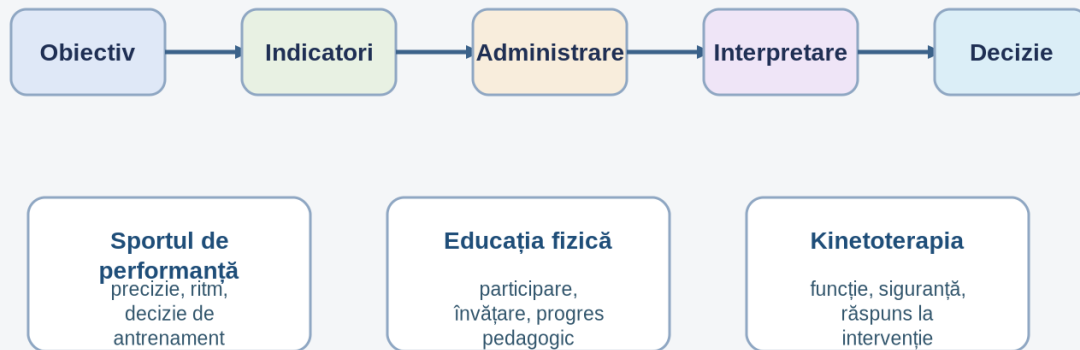 Obiectiv
Indicatori
Administrare
Interpretare
Decizie
Sportul de
performanță
precizie, ritm,
decizie de
antrenament
Educația fizică
participare,
învățare, progres
pedagogic
Kinetoterapia
funcție, siguranță,
răspuns la
intervenție